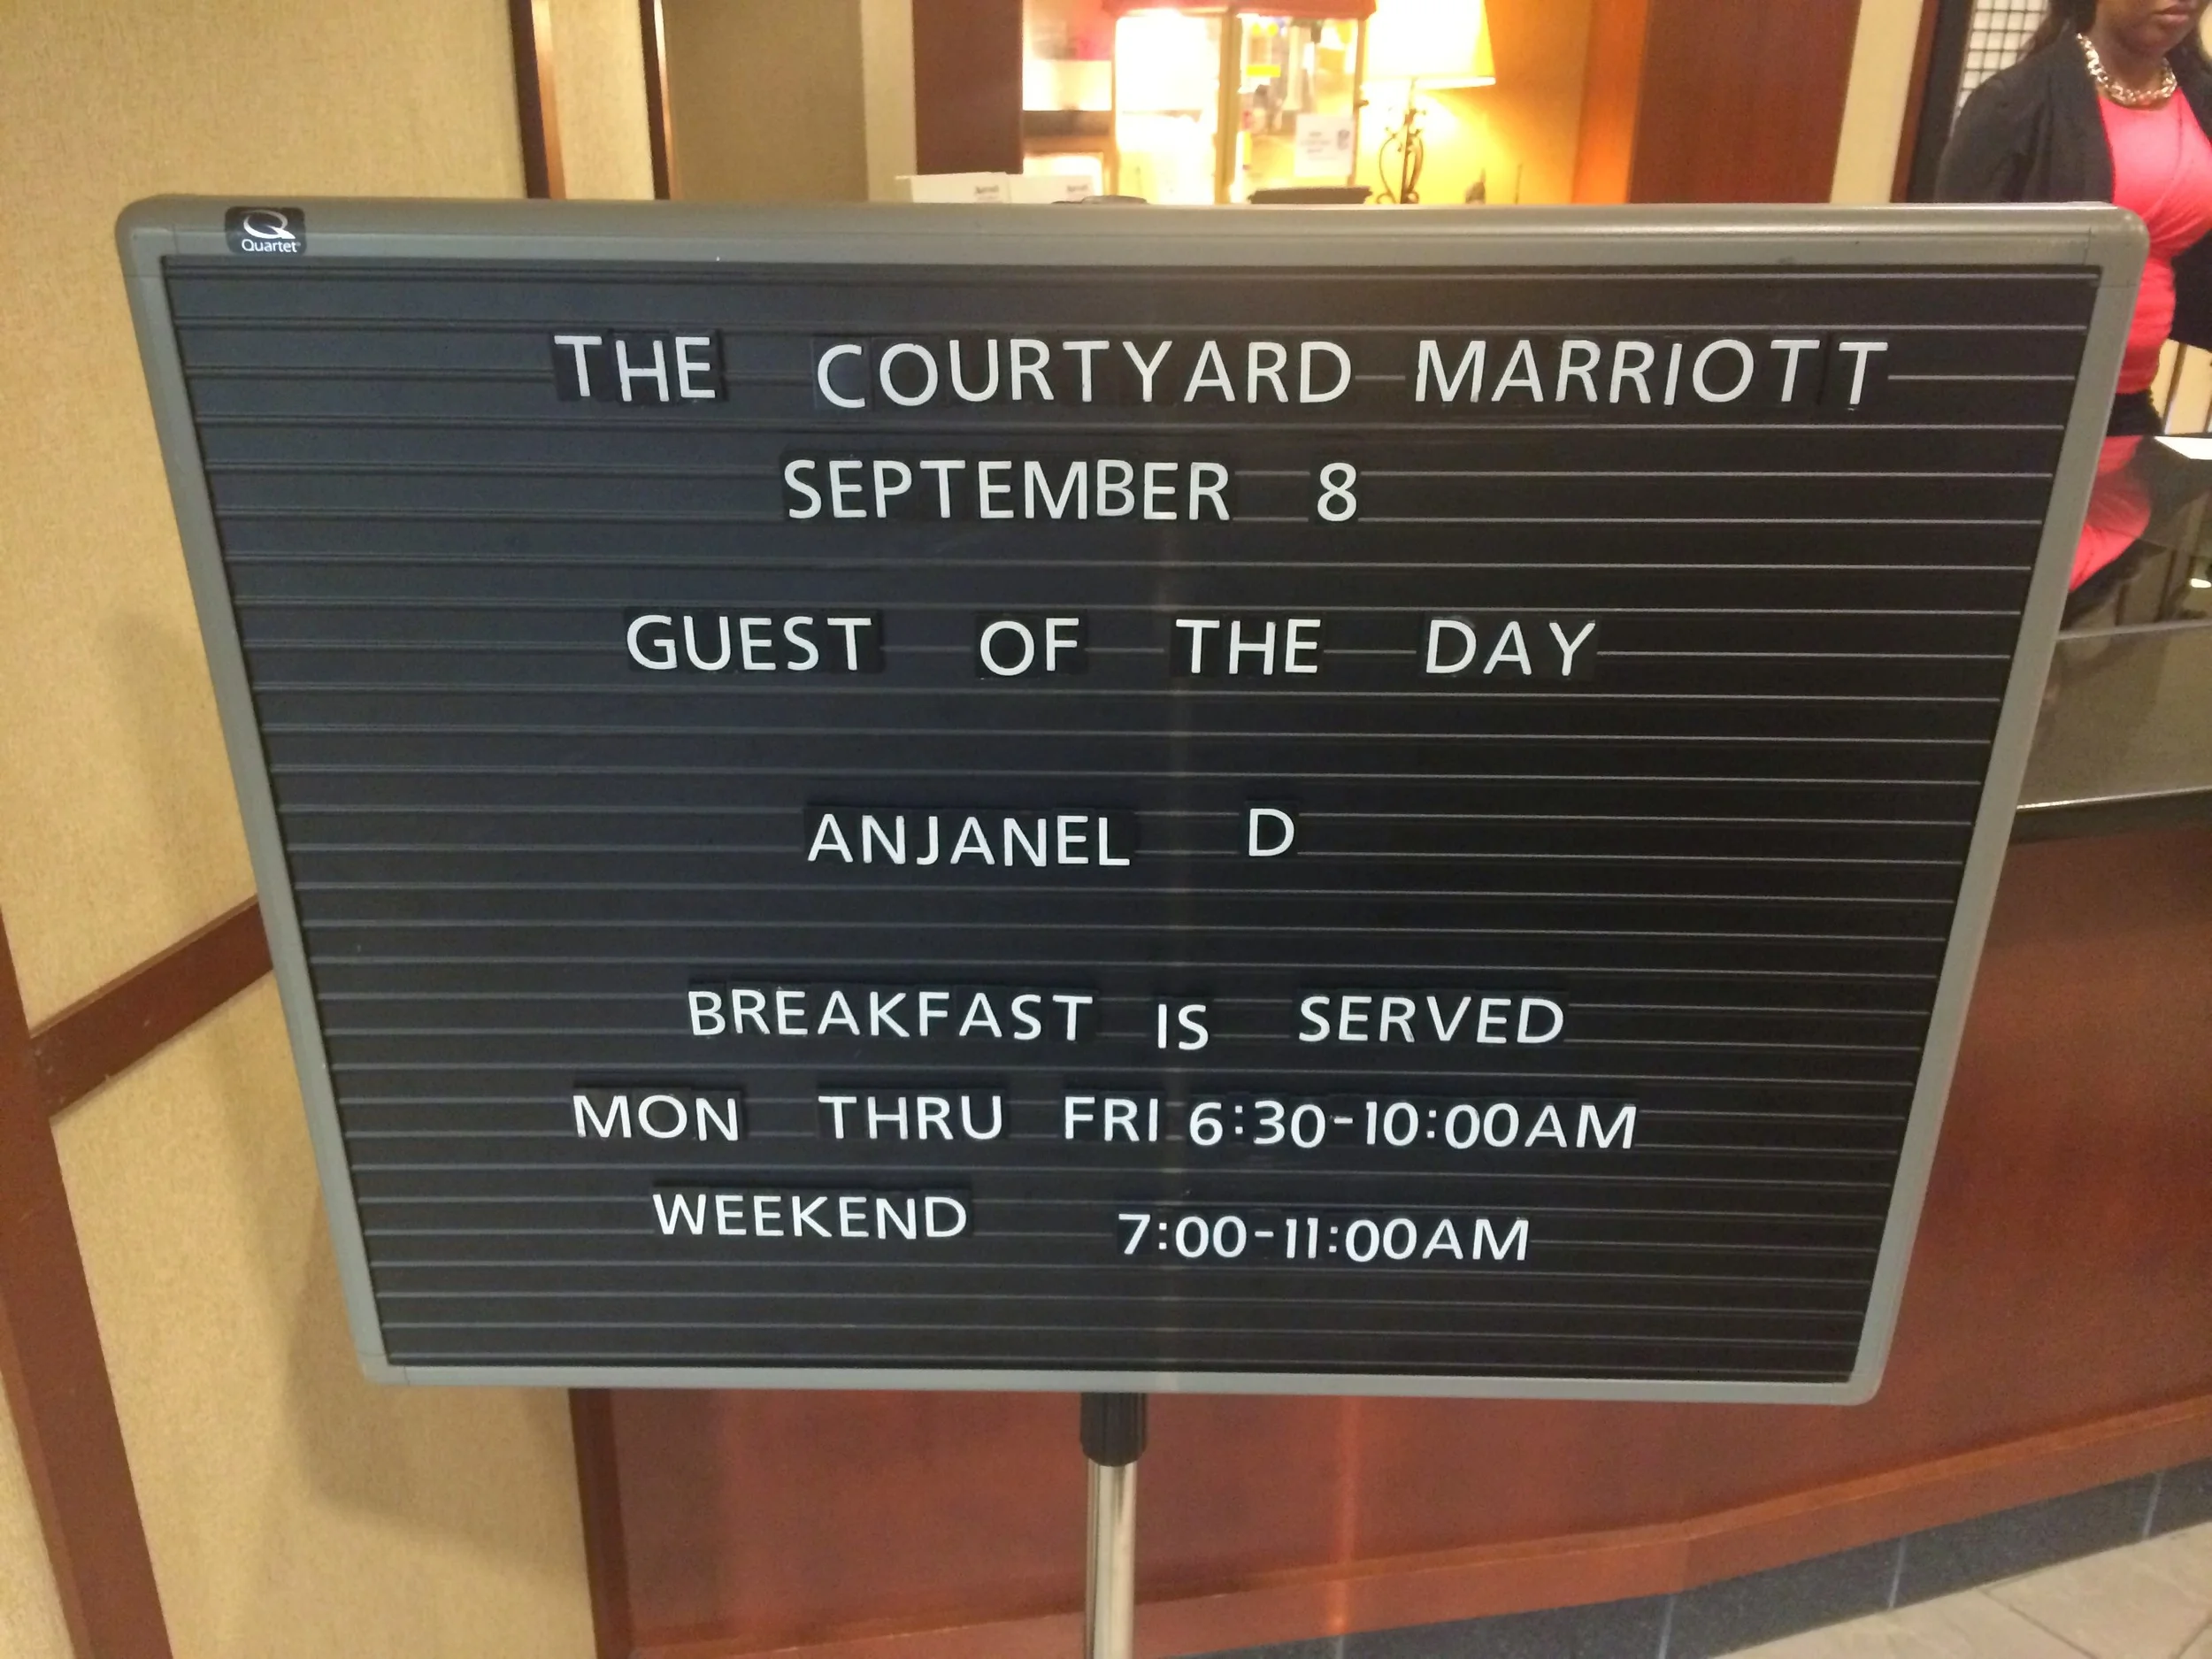 Quartet
THE COURTYARD MARRIOTT
SEPTEMBER 8
GUEST OF THE DAY
ANJANEL D
BREAKFAST IS SERVED
MON THRU FRI 6:30-10:00AM
WEEKEND 7:00-11:00AM